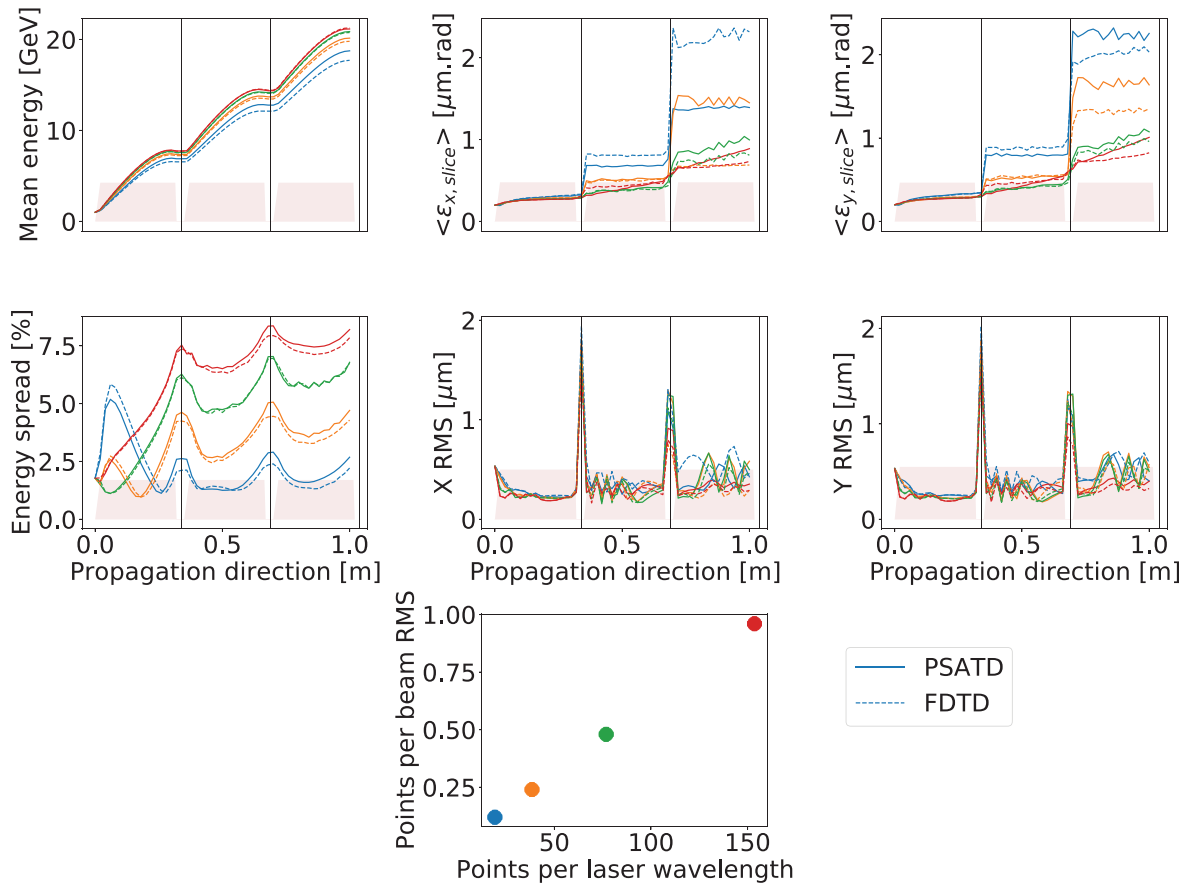 Mean energy [GeV]
20
10
0
<εx, slice> [μm.rad]
2
1
0
<εy, slice> [μm.rad]
2
1
0
Energy spread [%]
7.5
5.0
2.5
0.0
0.0 0.5 1.0
Propagation direction [m]
X RMS [μm]
2
1
0
0.0 0.5 1.0
Propagation direction [m]
Y RMS [μm]
2
1
0
0.0 0.5 1.0
Propagation direction [m]
Points per beam RMS
1.00
0.75
0.50
0.25
50 100 150
Points per laser wavelength
PSATD
FDTD